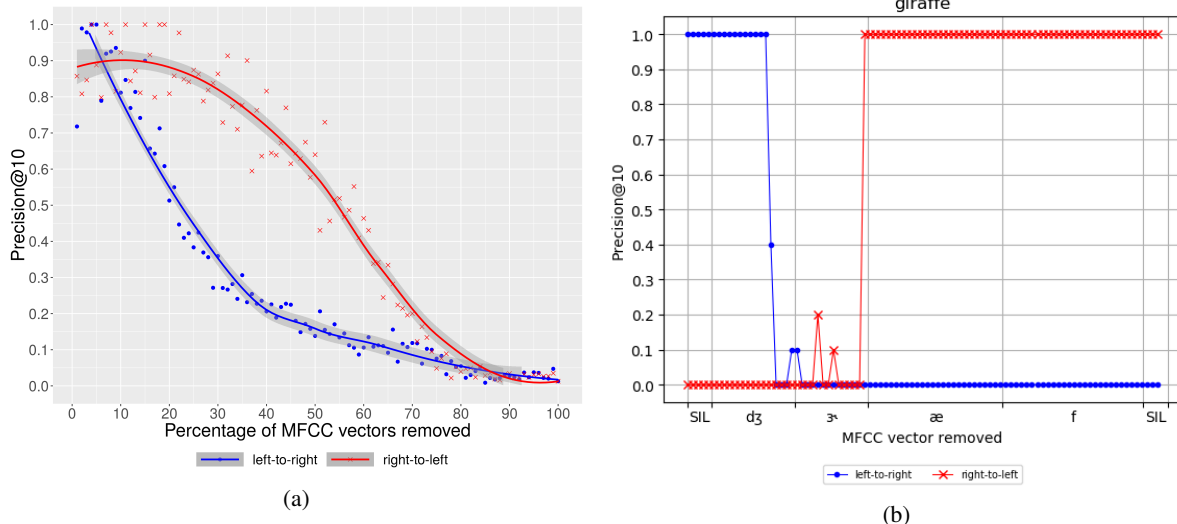 1.0
0.9
0.8
0.7
0.6
0.5
0.4
0.3
0.2
0.1
0.0
Precision@10
0 10 20 30 40 50 60 70 80 90 100
Percentage of MFCC vectors removed
left-to-right right-to-left
(a)
giraffe
1.0
0.9
0.8
0.7
0.6
0.5
0.4
0.3
0.2
0.1
0.0
Precision@10
SIL dʒ ɝ æ f SIL
MFCC vector removed
left-to-right right-to-left
(b)